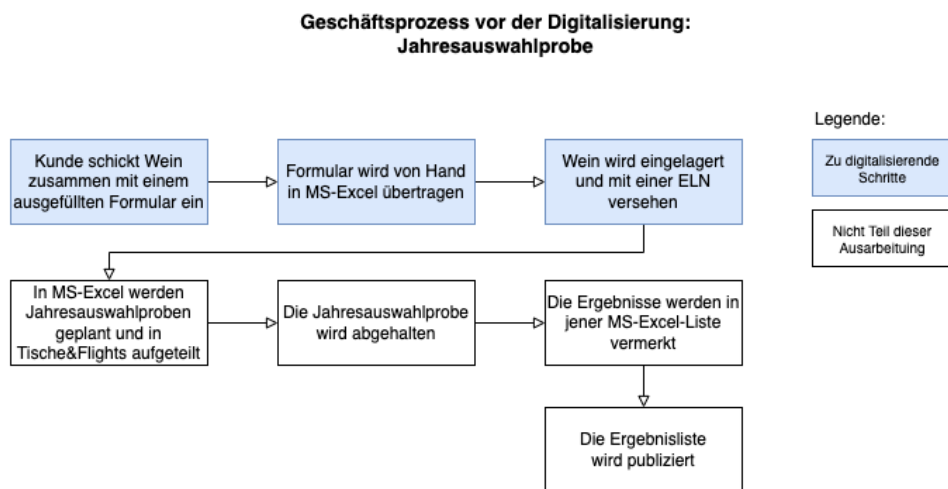 Geschäftsprozess vor der Digitalisierung:
Jahresauswahlprobe
Legende:
Kunde schickt Wein
zusammen mit einem
ausgefüllten Formular ein
Formular wird von Hand
in MS-Excel übertragen
Wein wird eingelagert
und mit einer ELN
versehen
Zu digitalisierende
Schritte
Nicht Teil dieser
Ausarbeituing
In MS-Excel werden
Jahresauswahlproben
geplant und in
Tische&Flights aufgeteilt
Die Jahresauswahlprobe
wird abgehalten
Die Ergebnisse werden in
jener MS-Excel-Liste
vermerkt
Die Ergebnisliste
wird publiziert